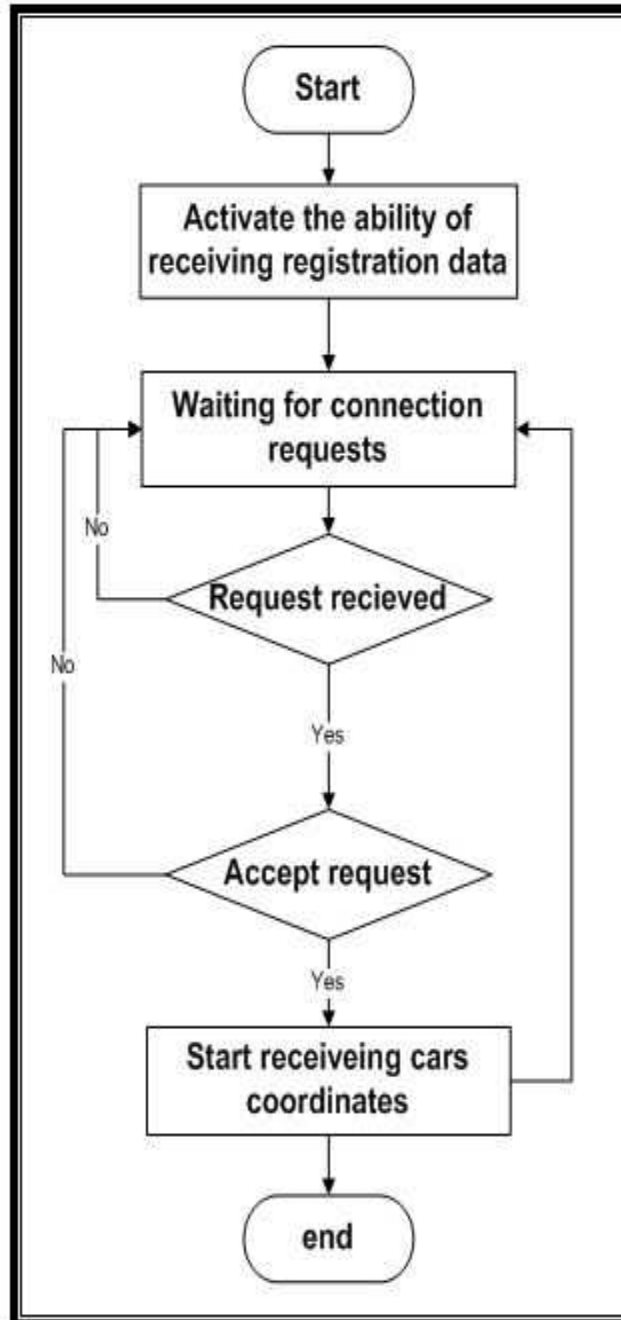 Start
Activate the ability of
receiving registration data
Waiting for connection
requests
No
Request recieved
No
Yes
Accept request
Yes
Start receiveing cars
coordinates
end